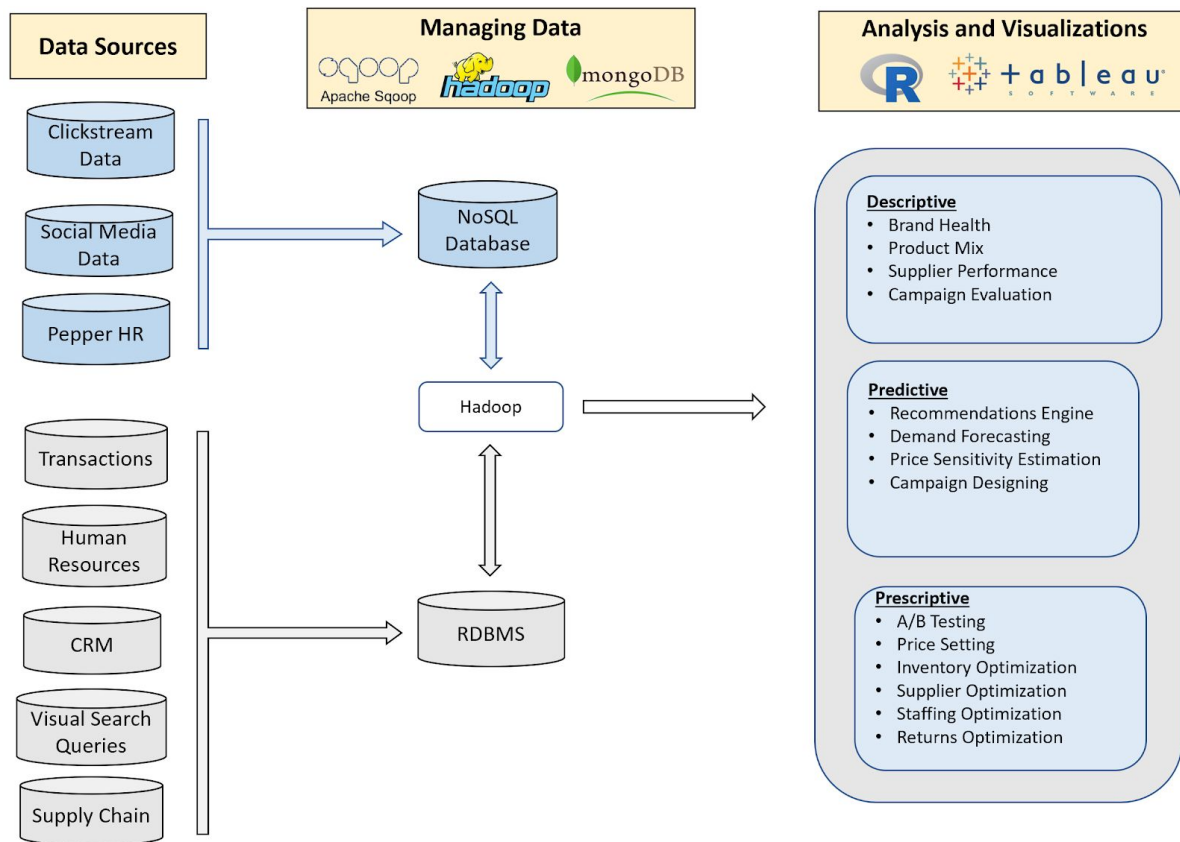 Data Sources
Managing Data
sqoop
Apache Sqoop
hadoop
mongoDB
Analysis and Visualizations
R
+ableau
SOFTWARE
Clickstream
Data
Social Media
Data
Pepper HR
Transactions
Human
Resources
CRM
Visual Search
Queries
Supply Chain
NoSQL
Database
Hadoop
RDBMS
Descriptive
• Brand Health
• Product Mix
• Supplier Performance
• Campaign Evaluation
Predictive
• Recommendations Engine
• Demand Forecasting
• Price Sensitivity Estimation
• Campaign Designing
Prescriptive
• A/B Testing
• Price Setting
• Inventory Optimization
• Supplier Optimization
• Staffing Optimization
• Returns Optimization